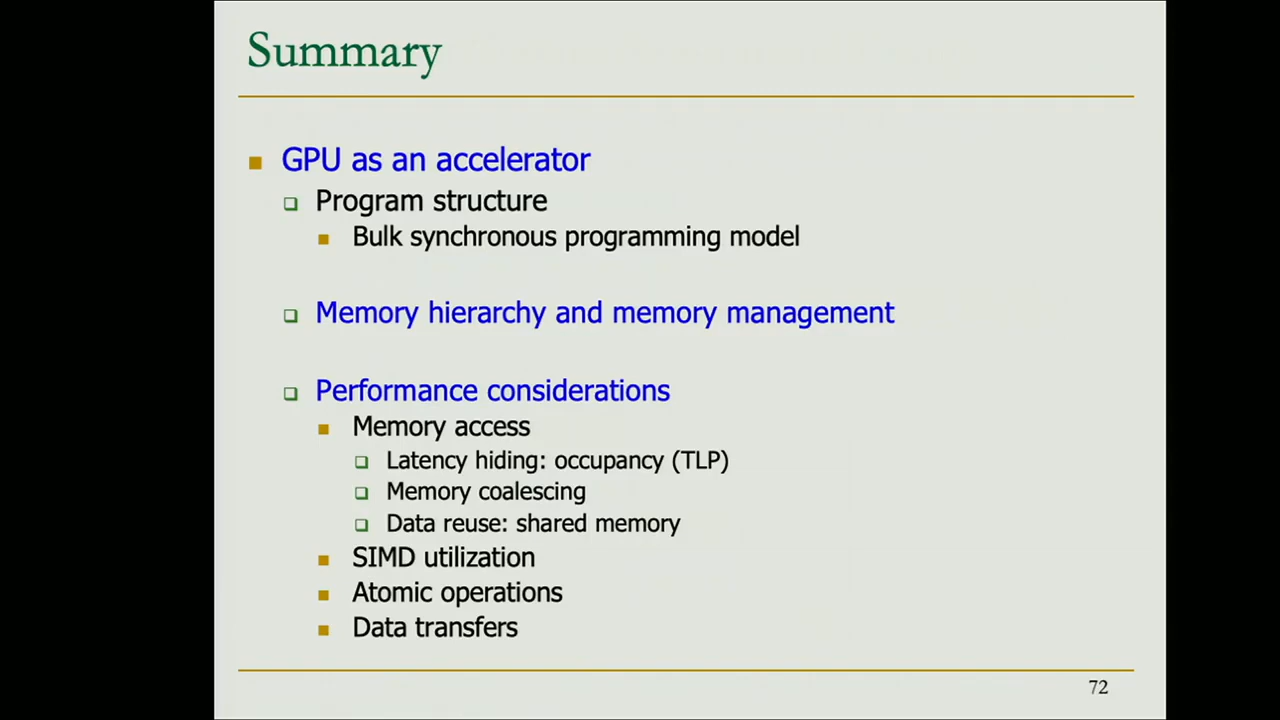 Summary
GPU as an accelerator
Program structure
Bulk synchronous programming model
Memory hierarchy and memory management
Performance considerations
Memory access
Latency hiding: occupancy (TLP)
Memory coalescing
Data reuse: shared memory
SIMD utilization
Atomic operations
Data transfers
72